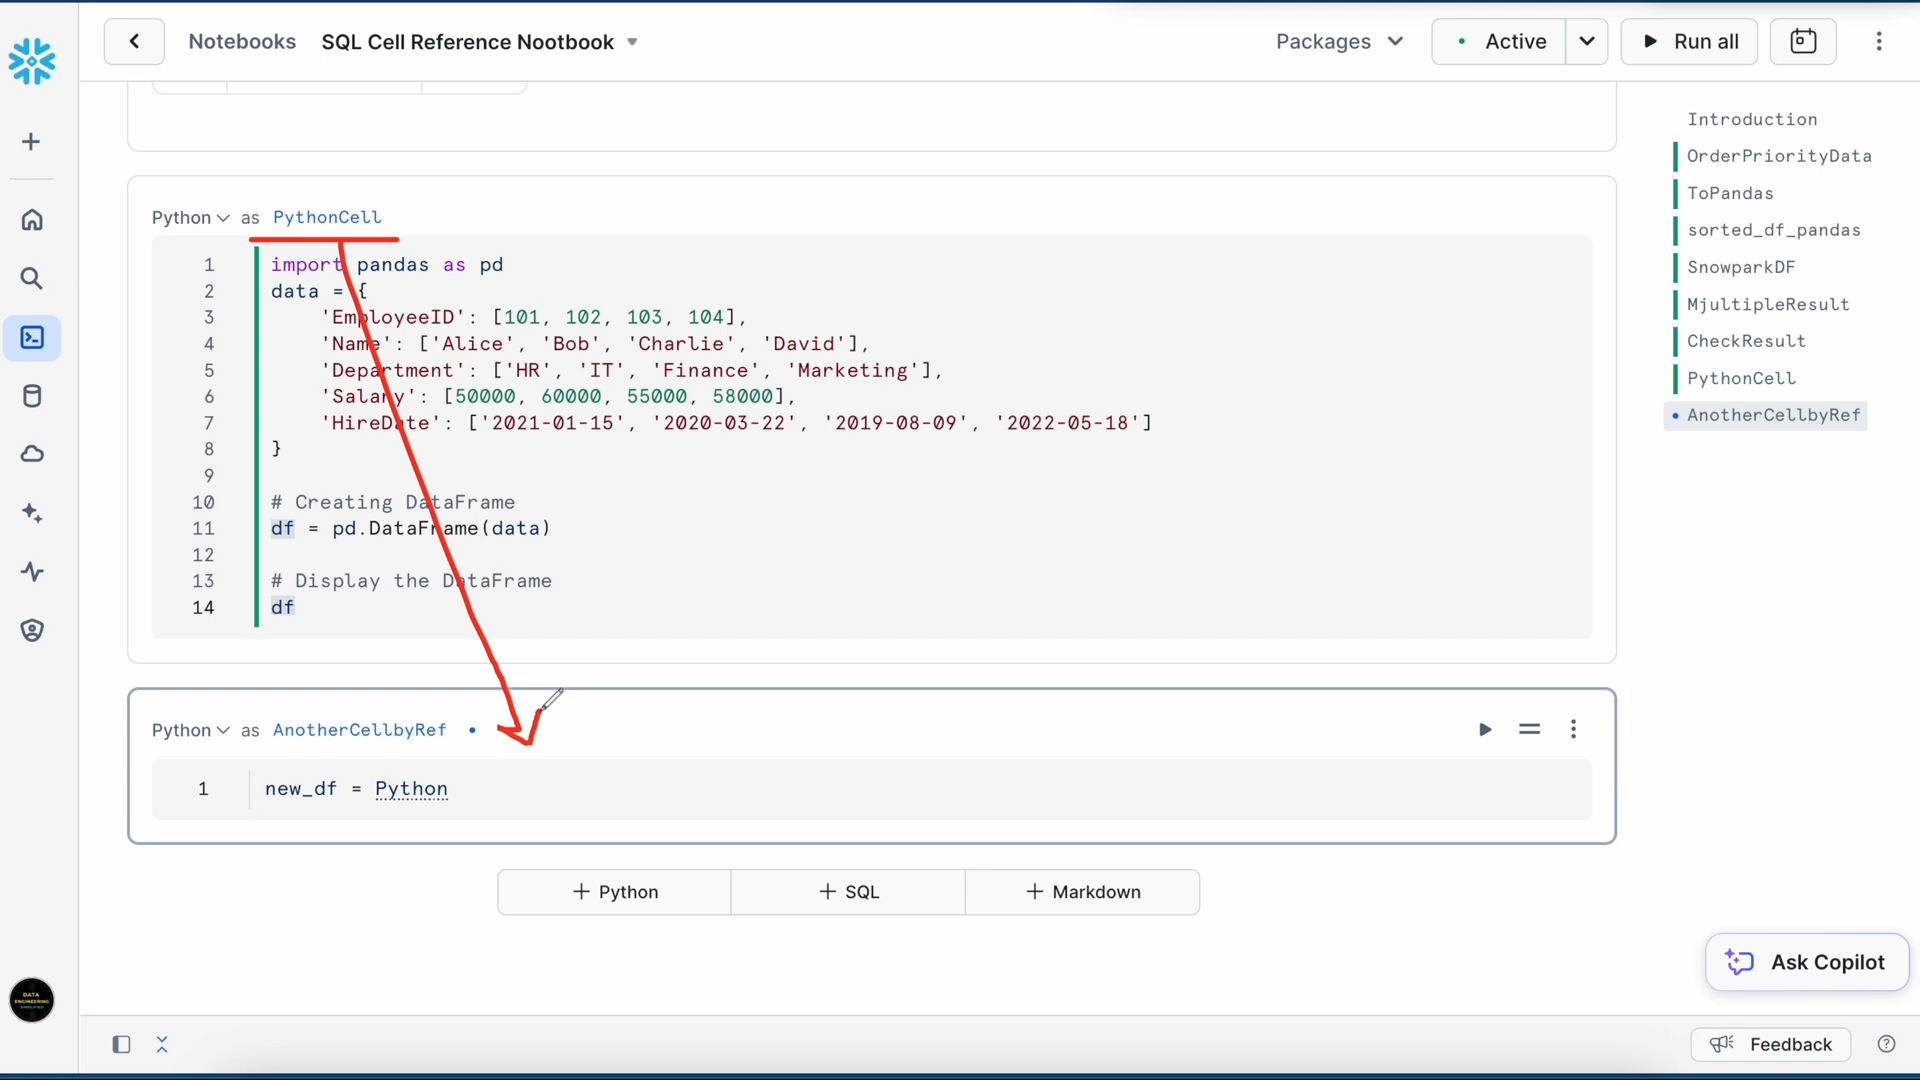 Notebooks SQL Cell Reference Nootbook
Packages Active Run all
Python as PythonCell
1 import pandas as pd
2 data = {
3 'EmployeeID': [101, 102, 103, 104],
4 'Name': ['Alice', 'Bob', 'Charlie', 'David'],
5 'Department': ['HR', 'IT', 'Finance', 'Marketing'],
6 'Salary': [50000, 60000, 55000, 58000],
7 'HireDate': ['2021-01-15', '2020-03-22', '2019-08-09', '2022-05-18']
8 }
9
10 # Creating DataFrame
11 df = pd.DataFrame(data)
12
13 # Display the DataFrame
14 df
Python as AnotherCellbyRef
1 new_df = Python
+ Python + SQL + Markdown
Introduction
OrderPriorityData
ToPandas
sorted_df_pandas
SnowparkDF
MjultipleResult
CheckResult
PythonCell
AnotherCellbyRef
Ask Copilot
DATA
ENGINEERING
SIMPLIFIED
Feedback